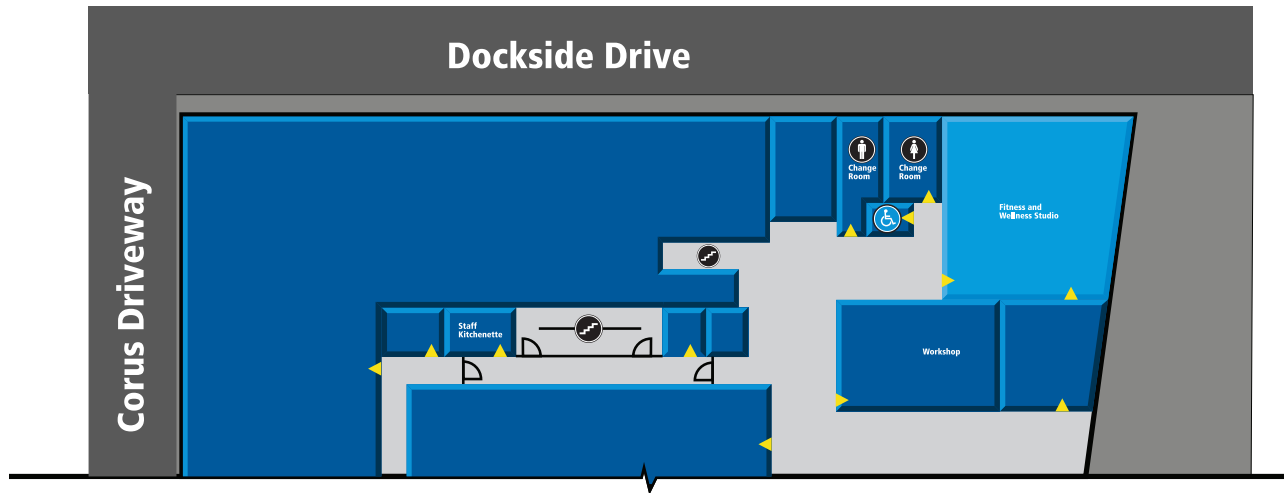 Dockside Drive
Corus Driveway
Change
Room
Change
Room
Fitness and
Wellness Studio
Staff
Kitchenette
Workshop